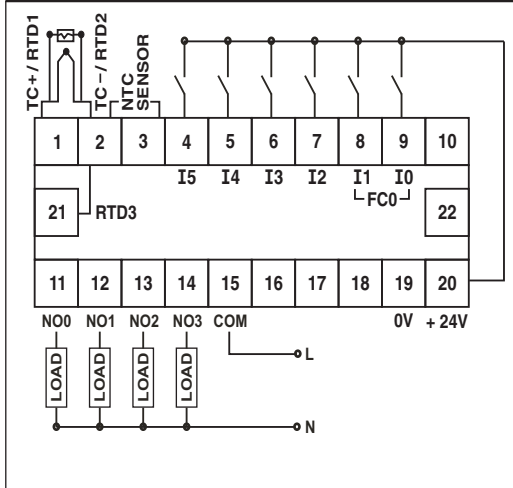 TC+/ RTD1
TC−/ RTD2
NTC
SENSOR
1 2 3 4 5 6 7 8 9 10
I5 I4 I3 I2 I1 I0
FC0
21 RTD3 22
11 12 13 14 15 16 17 18 19 20
NO0 NO1 NO2 NO3 COM 0V + 24V
LOAD LOAD LOAD LOAD
L
N